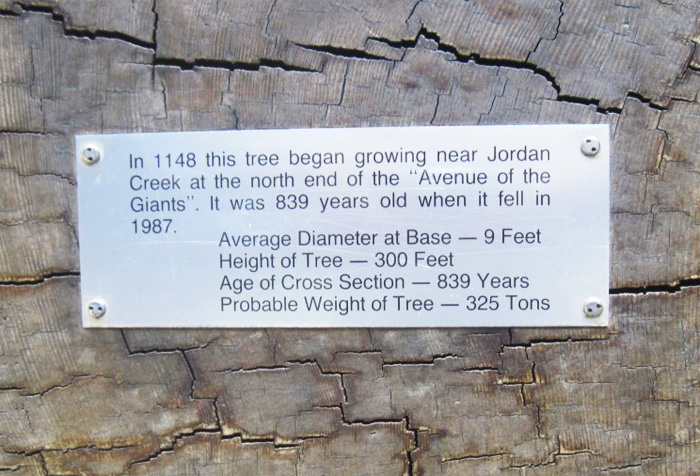 In 1148 this tree began growing near Jordan
Creek at the north end of the "Avenue of the
Giants". It was 839 years old when it fell in
1987.
Average Diameter at Base — 9 Feet
Height of Tree — 300 Feet
Age of Cross Section — 839 Years
Probable Weight of Tree — 325 Tons